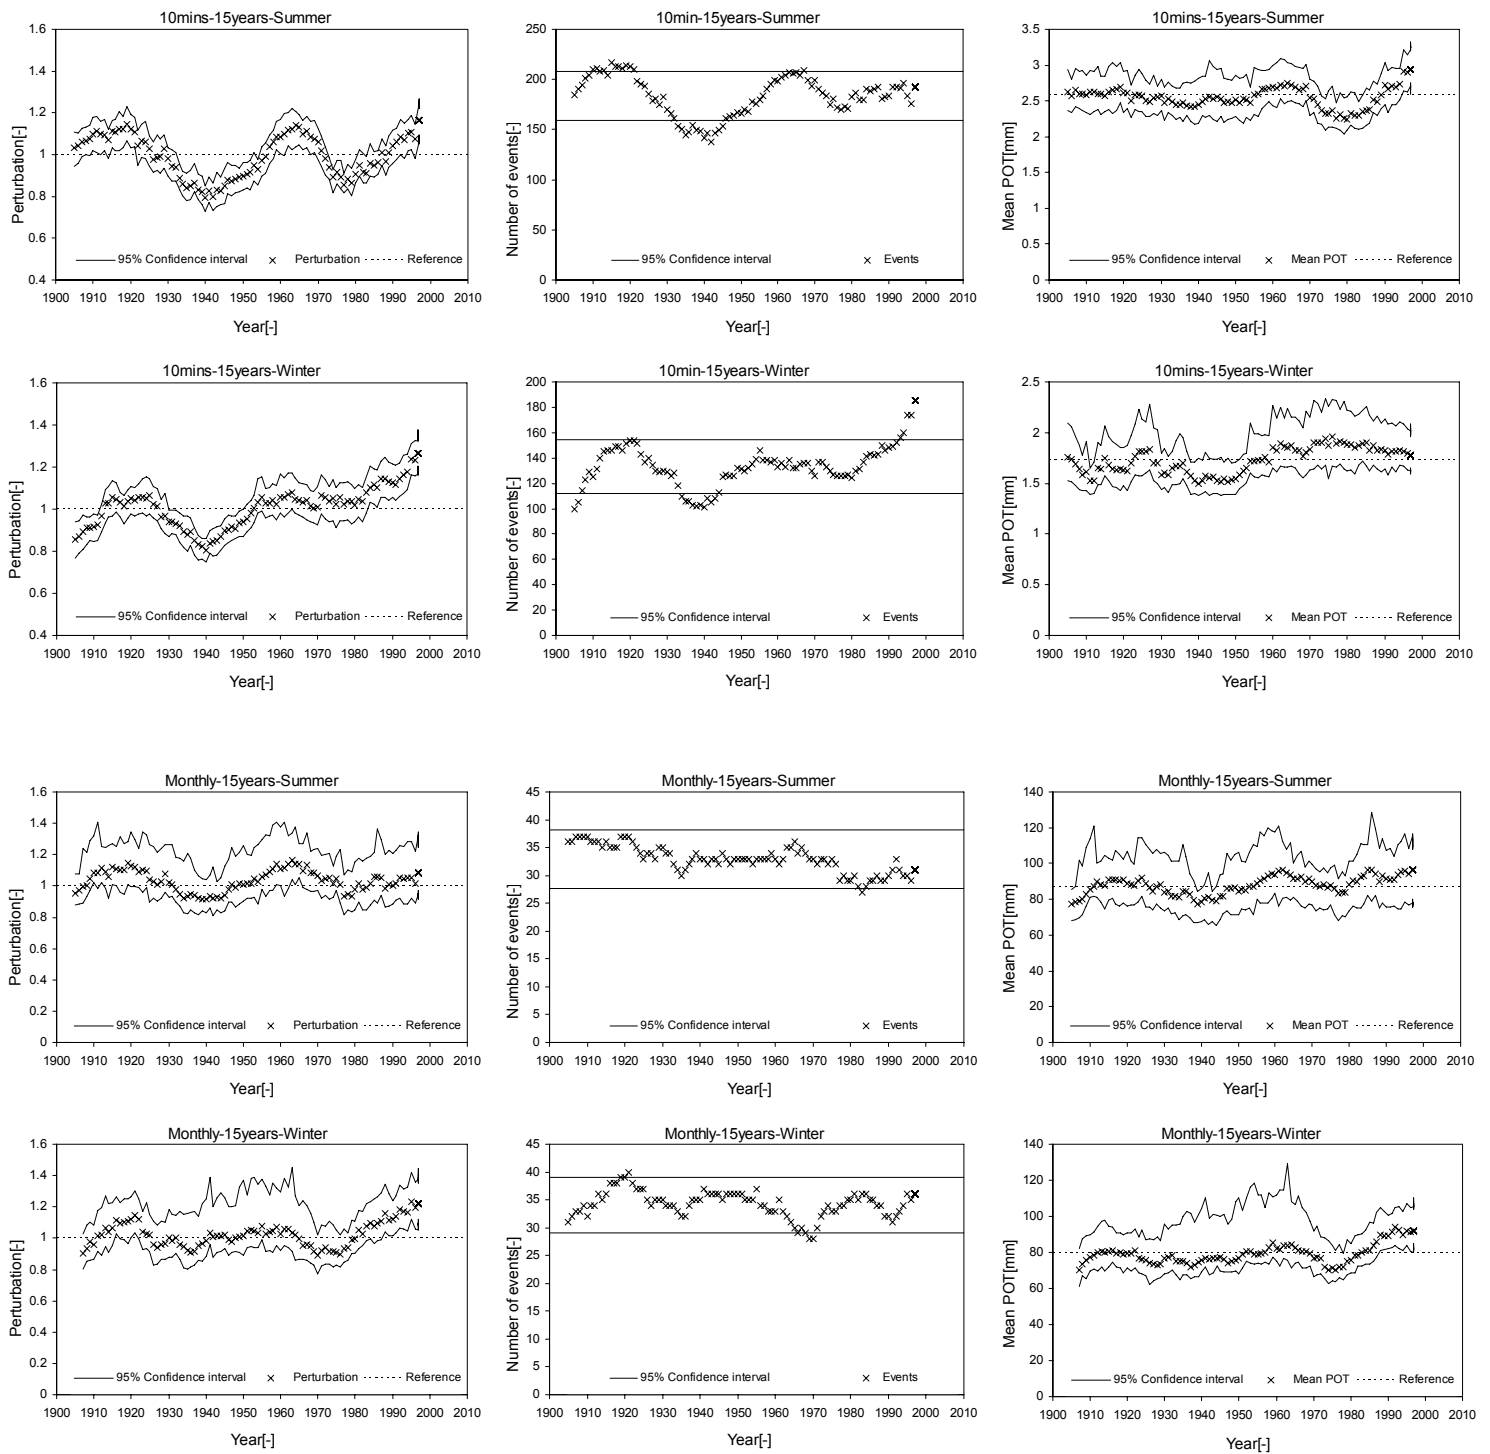 10mins-15years-Summer
Perturbation[-]
1.6
1.4
1.2
1
0.8
0.6
0.4
95% Confidence interval Perturbation Reference
1900 1910 1920 1930 1940 1950 1960 1970 1980 1990 2000 2010
Year[-]
10min-15years-Summer
Number of events[-]
250
200
150
100
50
0
95% Confidence interval Events
1900 1910 1920 1930 1940 1950 1960 1970 1980 1990 2000 2010
Year[-]
10mins-15years-Summer
Mean POT[mm]
3.5
3
2.5
2
1.5
1
0.5
0
95% Confidence interval Mean POT Reference
1900 1910 1920 1930 1940 1950 1960 1970 1980 1990 2000 2010
Year[-]
10mins-15years-Winter
Perturbation[-]
1.6
1.4
1.2
1
0.8
0.6
0.4
95% Confidence interval Perturbation Reference
1900 1910 1920 1930 1940 1950 1960 1970 1980 1990 2000 2010
Year[-]
10min-15years-Winter
Number of events[-]
200
180
160
140
120
100
80
60
40
20
0
95% Confidence interval Events
1900 1910 1920 1930 1940 1950 1960 1970 1980 1990 2000 2010
Year[-]
10mins-15years-Winter
Mean POT[mm]
2.5
2
1.5
1
0.5
0
95% Confidence interval Mean POT Reference
1900 1910 1920 1930 1940 1950 1960 1970 1980 1990 2000 2010
Year[-]
Monthly-15years-Summer
Perturbation[-]
1.6
1.4
1.2
1
0.8
0.6
0.4
0.2
0
95% Confidence interval Perturbation Reference
1900 1910 1920 1930 1940 1950 1960 1970 1980 1990 2000 2010
Year[-]
Monthly-15years-Summer
Number of events[-]
45
40
35
30
25
20
15
10
5
0
95% Confidence interval Events
1900 1910 1920 1930 1940 1950 1960 1970 1980 1990 2000 2010
Year[-]
Monthly-15years-Summer
Mean POT[mm]
140
120
100
80
60
40
20
0
95% Confidence interval Mean POT Reference
1900 1910 1920 1930 1940 1950 1960 1970 1980 1990 2000 2010
Year[-]
Monthly-15years-Winter
Perturbation[-]
1.6
1.4
1.2
1
0.8
0.6
0.4
0.2
0
95% Confidence interval Perturbation Reference
1900 1910 1920 1930 1940 1950 1960 1970 1980 1990 2000 2010
Year[-]
Monthly-15years-Winter
Number of events[-]
45
40
35
30
25
20
15
10
5
0
95% Confidence interval Events
1900 1910 1920 1930 1940 1950 1960 1970 1980 1990 2000 2010
Year[-]
Monthly-15years-Winter
Mean POT[mm]
140
120
100
80
60
40
20
0
95% Confidence interval Mean POT Reference
1900 1910 1920 1930 1940 1950 1960 1970 1980 1990 2000 2010
Year[-]